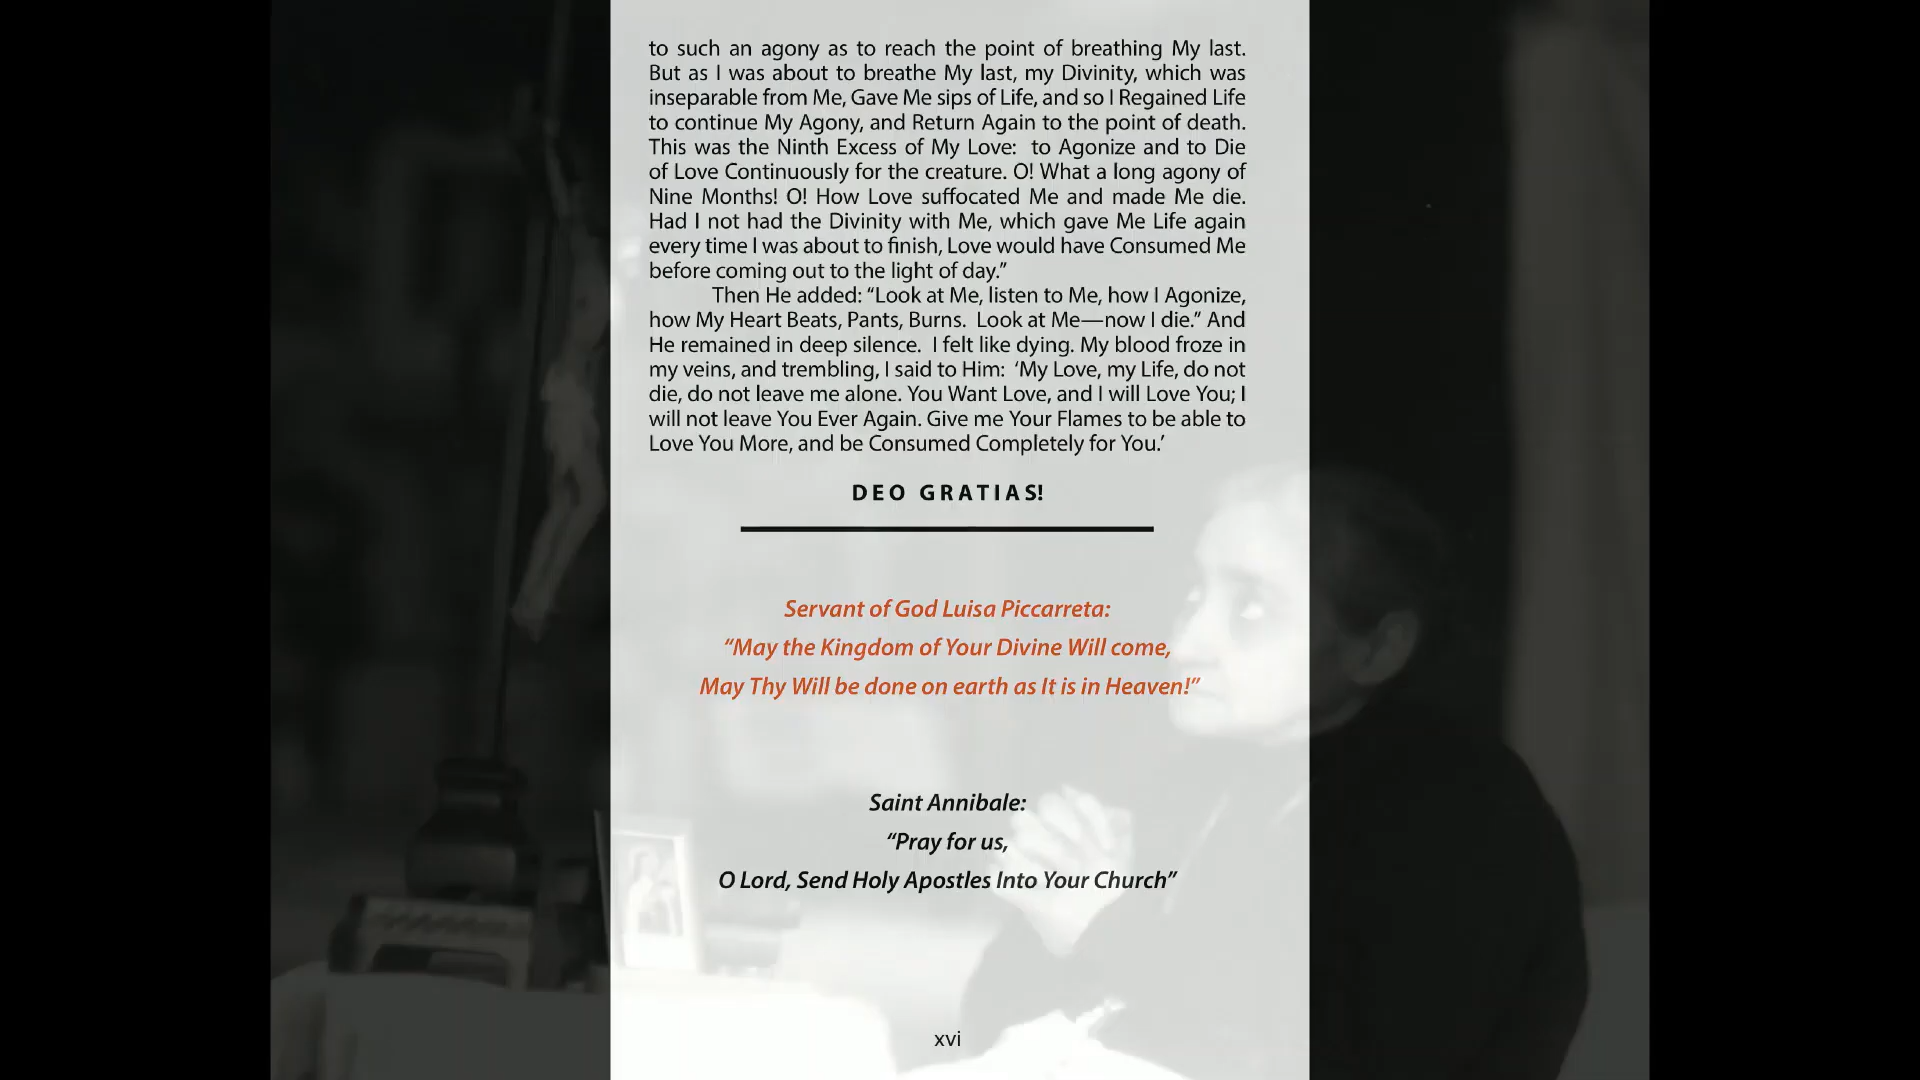 to such an agony as to reach the point of breathing My last.
But as I was about to breathe My last, my Divinity, which was
inseparable from Me, Gave Me sips of Life, and so I Regained Life
to continue My Agony, and Return Again to the point of death.
This was the Ninth Excess of My Love:  to Agonize and to Die
of Love Continuously for the creature. O! What a long agony of
Nine Months! O! How Love suffocated Me and made Me die.
Had I not had the Divinity with Me, which gave Me Life again
every time I was about to finish, Love would have Consumed Me
before coming out to the light of day.”
Then He added: “Look at Me, listen to Me, how I Agonize,
how My Heart Beats, Pants, Burns.  Look at Me—now I die.” And
He remained in deep silence.  I felt like dying. My blood froze in
my veins, and trembling, I said to Him:  ‘My Love, my Life, do not
die, do not leave me alone. You Want Love, and I will Love You; I
will not leave You Ever Again. Give me Your Flames to be able to
Love You More, and be Consumed Completely for You.’
DEO GRATIAS!
Servant of God Luisa Piccarreta:
“May the Kingdom of Your Divine Will come,
May Thy Will be done on earth as It is in Heaven!”
Saint Annibale:
“Pray for us,
O Lord, Send Holy Apostles Into Your Church”
xvi